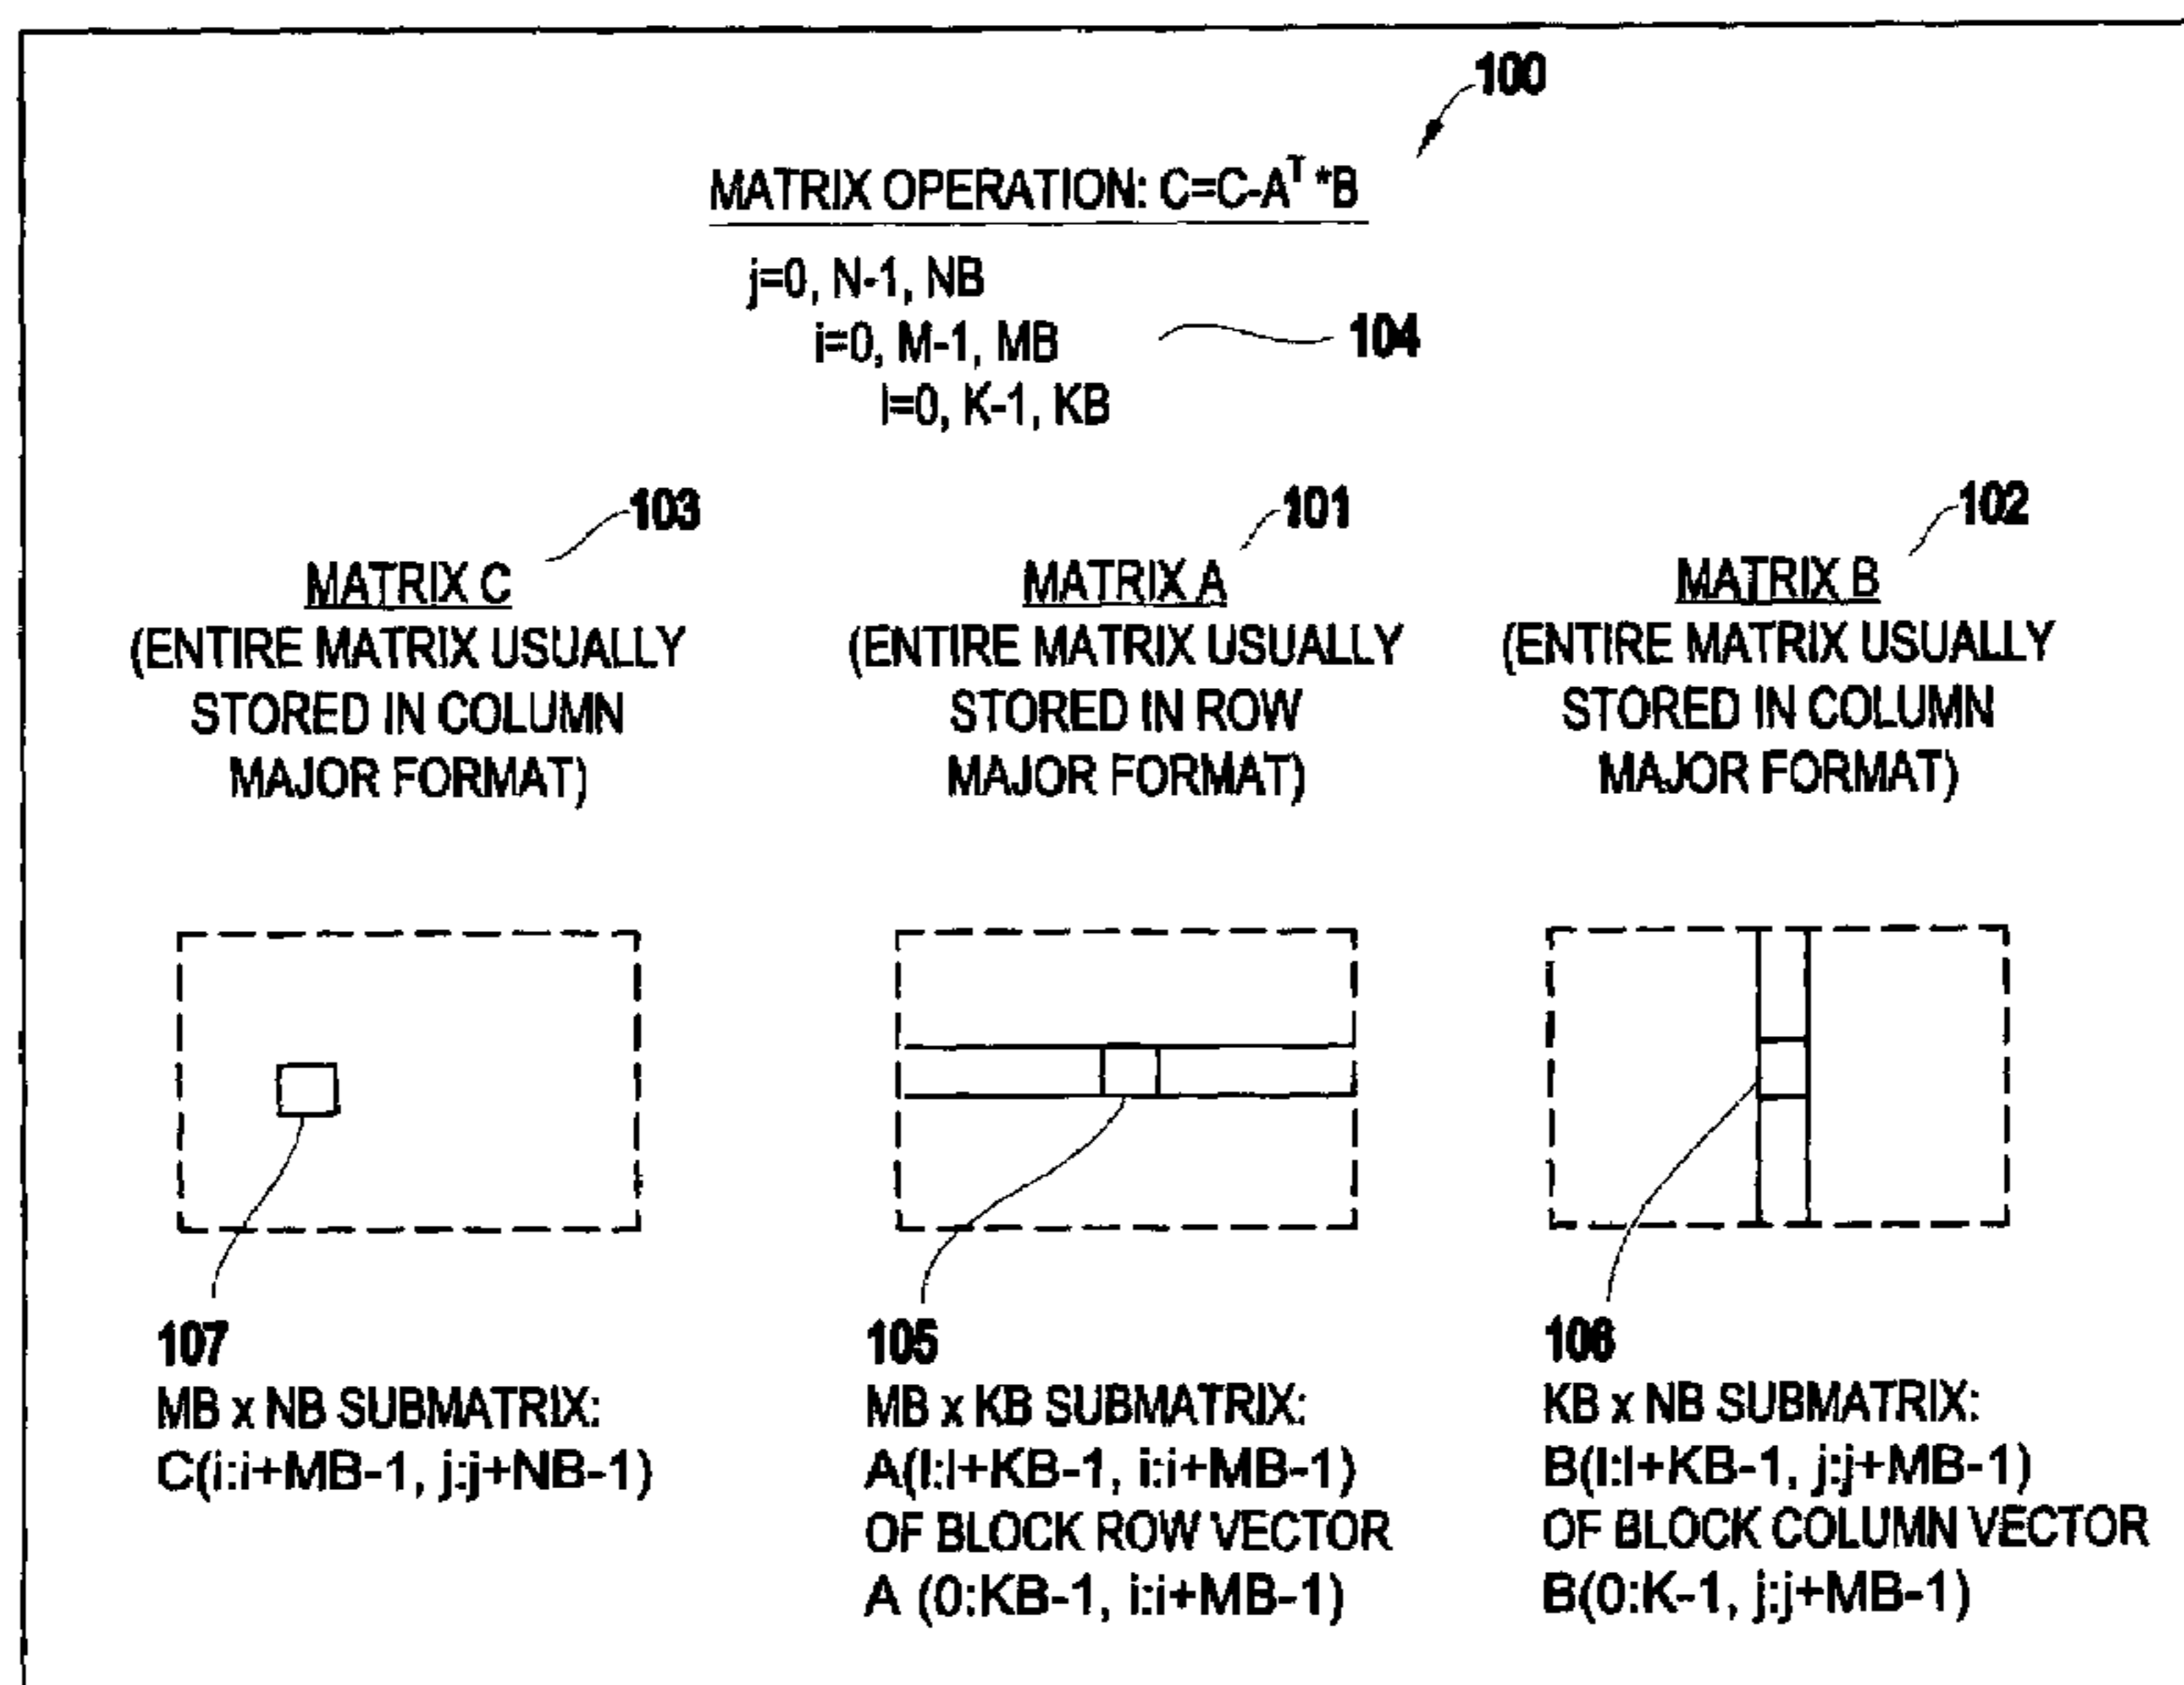 100
MATRIX OPERATION: C=C-Aᵀ*B
j=0, N-1, NB
i=0, M-1, MB
104
l=0, K-1, KB
103
MATRIX C
(ENTIRE MATRIX USUALLY
STORED IN COLUMN
MAJOR FORMAT)
101
MATRIX A
(ENTIRE MATRIX USUALLY
STORED IN ROW
MAJOR FORMAT)
102
MATRIX B
(ENTIRE MATRIX USUALLY
STORED IN COLUMN
MAJOR FORMAT)
107
MB x NB SUBMATRIX:
C(i:i+MB-1, j:j+NB-1)
105
MB x KB SUBMATRIX:
A(l:l+KB-1, i:i+MB-1)
OF BLOCK ROW VECTOR
A (0:KB-1, i:i+MB-1)
106
KB x NB SUBMATRIX:
B(l:l+KB-1, j:j+MB-1)
OF BLOCK COLUMN VECTOR
B(0:K-1, j:j+MB-1)